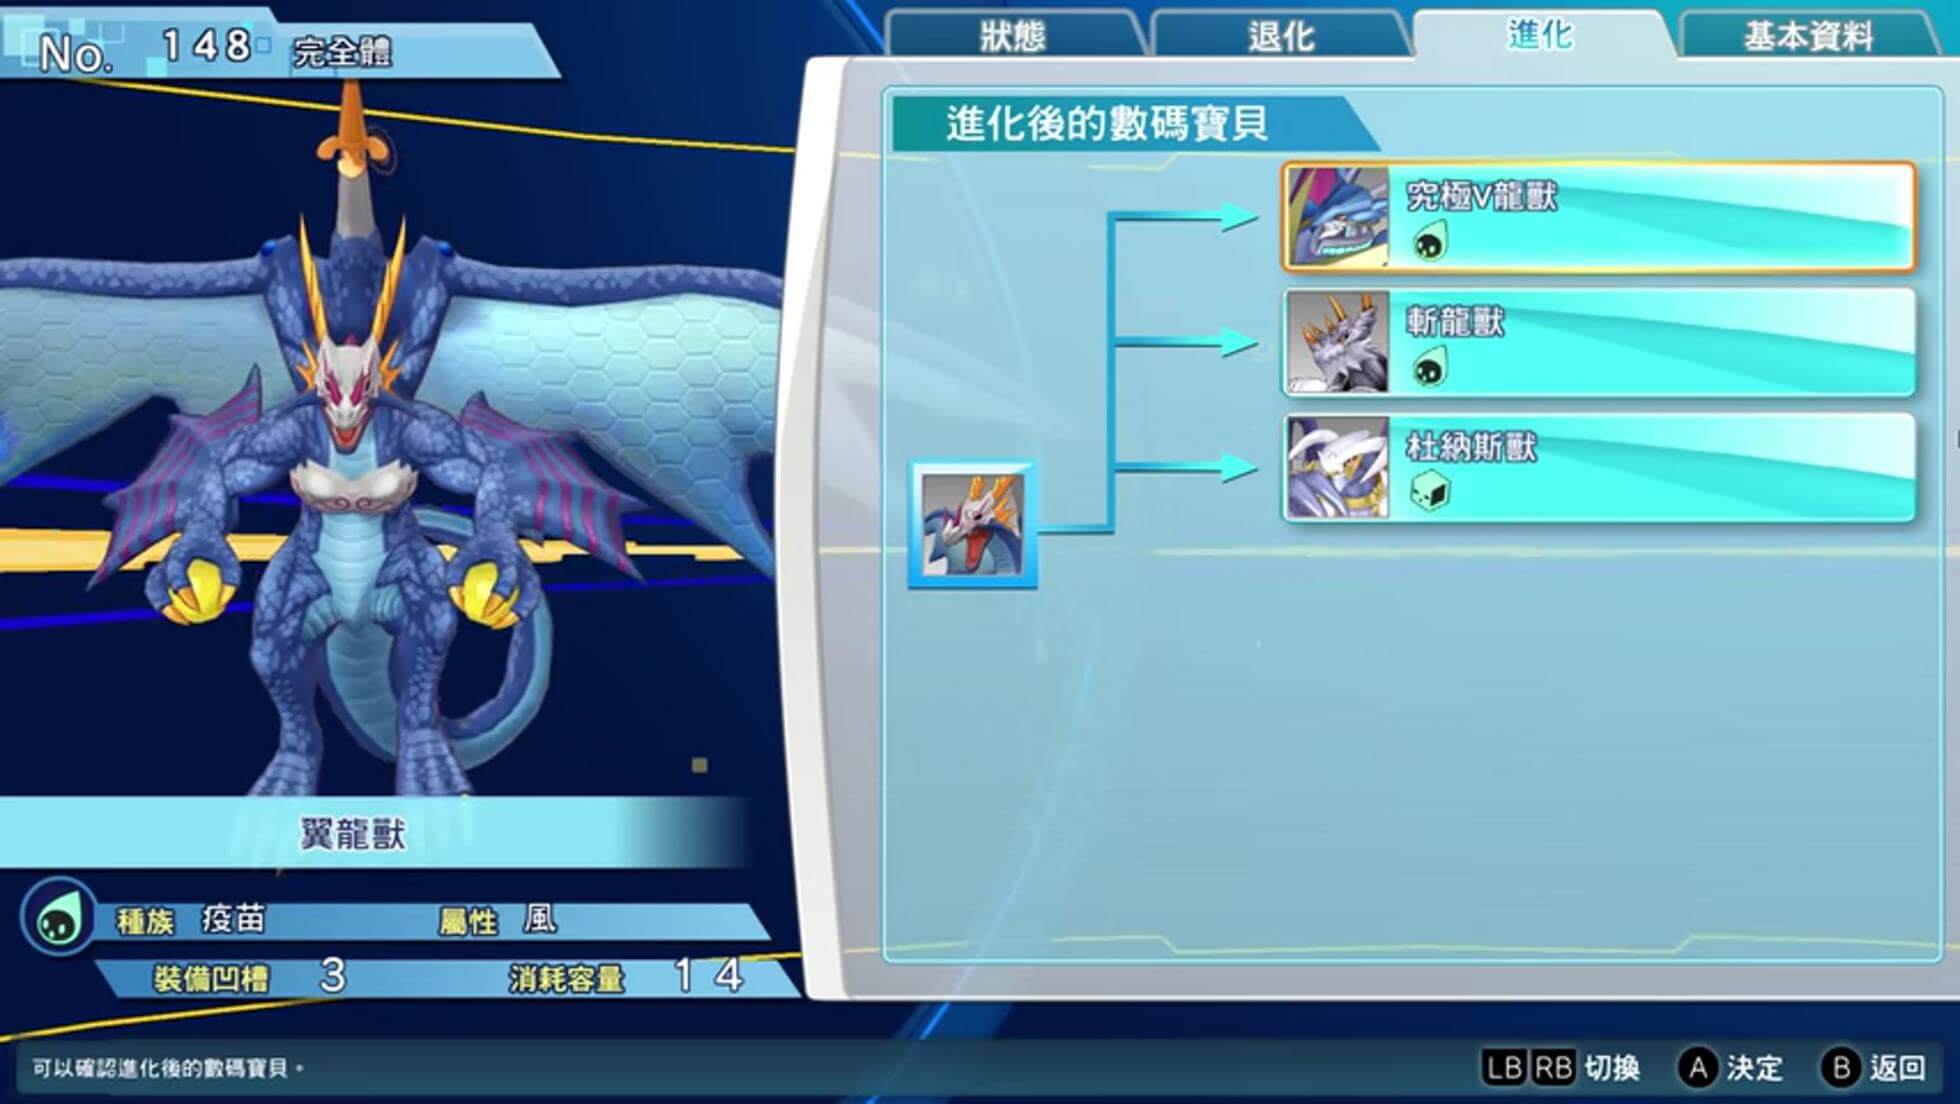 No. 148 完全體
狀態
退化
進化
基本資料
進化後的數碼寶貝
究極V龍獸
斬龍獸
杜納斯獸
翼龍獸
種族 疫苗 屬性 風
裝備凹槽 3 消耗容量 14
可以確認進化後的數碼寶貝。
LB RB 切換 A 決定 B 返回